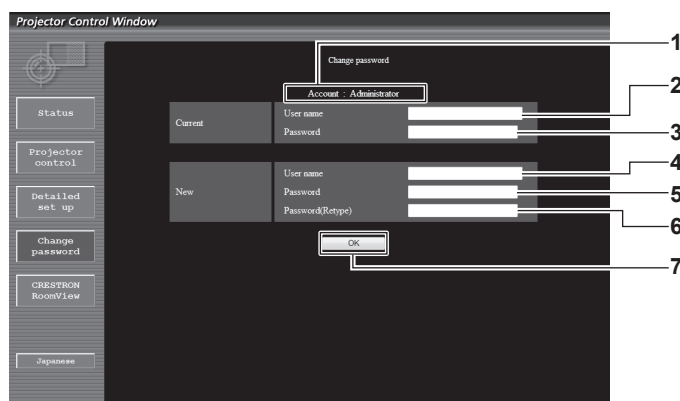 Projector Control Window
Change password
Account : Administrator
Current
User name
Password
New
User name
Password
Password(Retype)
OK
Status
Projector
control
Detailed
set up
Change
password
CRESTRON
RoomView
Japanese
1
2
3
4
5
6
7